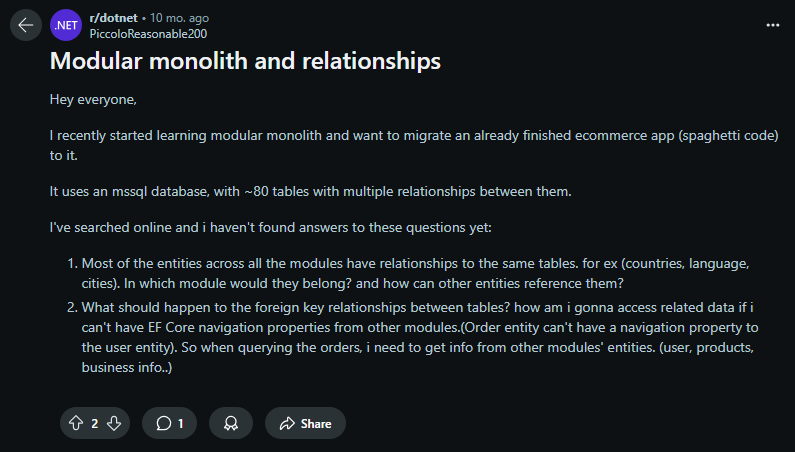 .NET
r/dotnet • 10 mo. ago
PiccoloReasonable200
Modular monolith and relationships
Hey everyone,
I recently started learning modular monolith and want to migrate an already finished ecommerce app (spaghetti code)
to it.
It uses an mssql database, with ~80 tables with multiple relationships between them.
I've searched online and i haven't found answers to these questions yet:
1. Most of the entities across all the modules have relationships to the same tables. for ex (countries, language,
cities). In which module would they belong? and how can other entities reference them?
2. What should happen to the foreign key relationships between tables? how am i gonna access related data if i
can't have EF Core navigation properties from other modules.(Order entity can't have a navigation property to
the user entity). So when querying the orders, i need to get info from other modules' entities. (user, products,
business info..)
2
1
Share